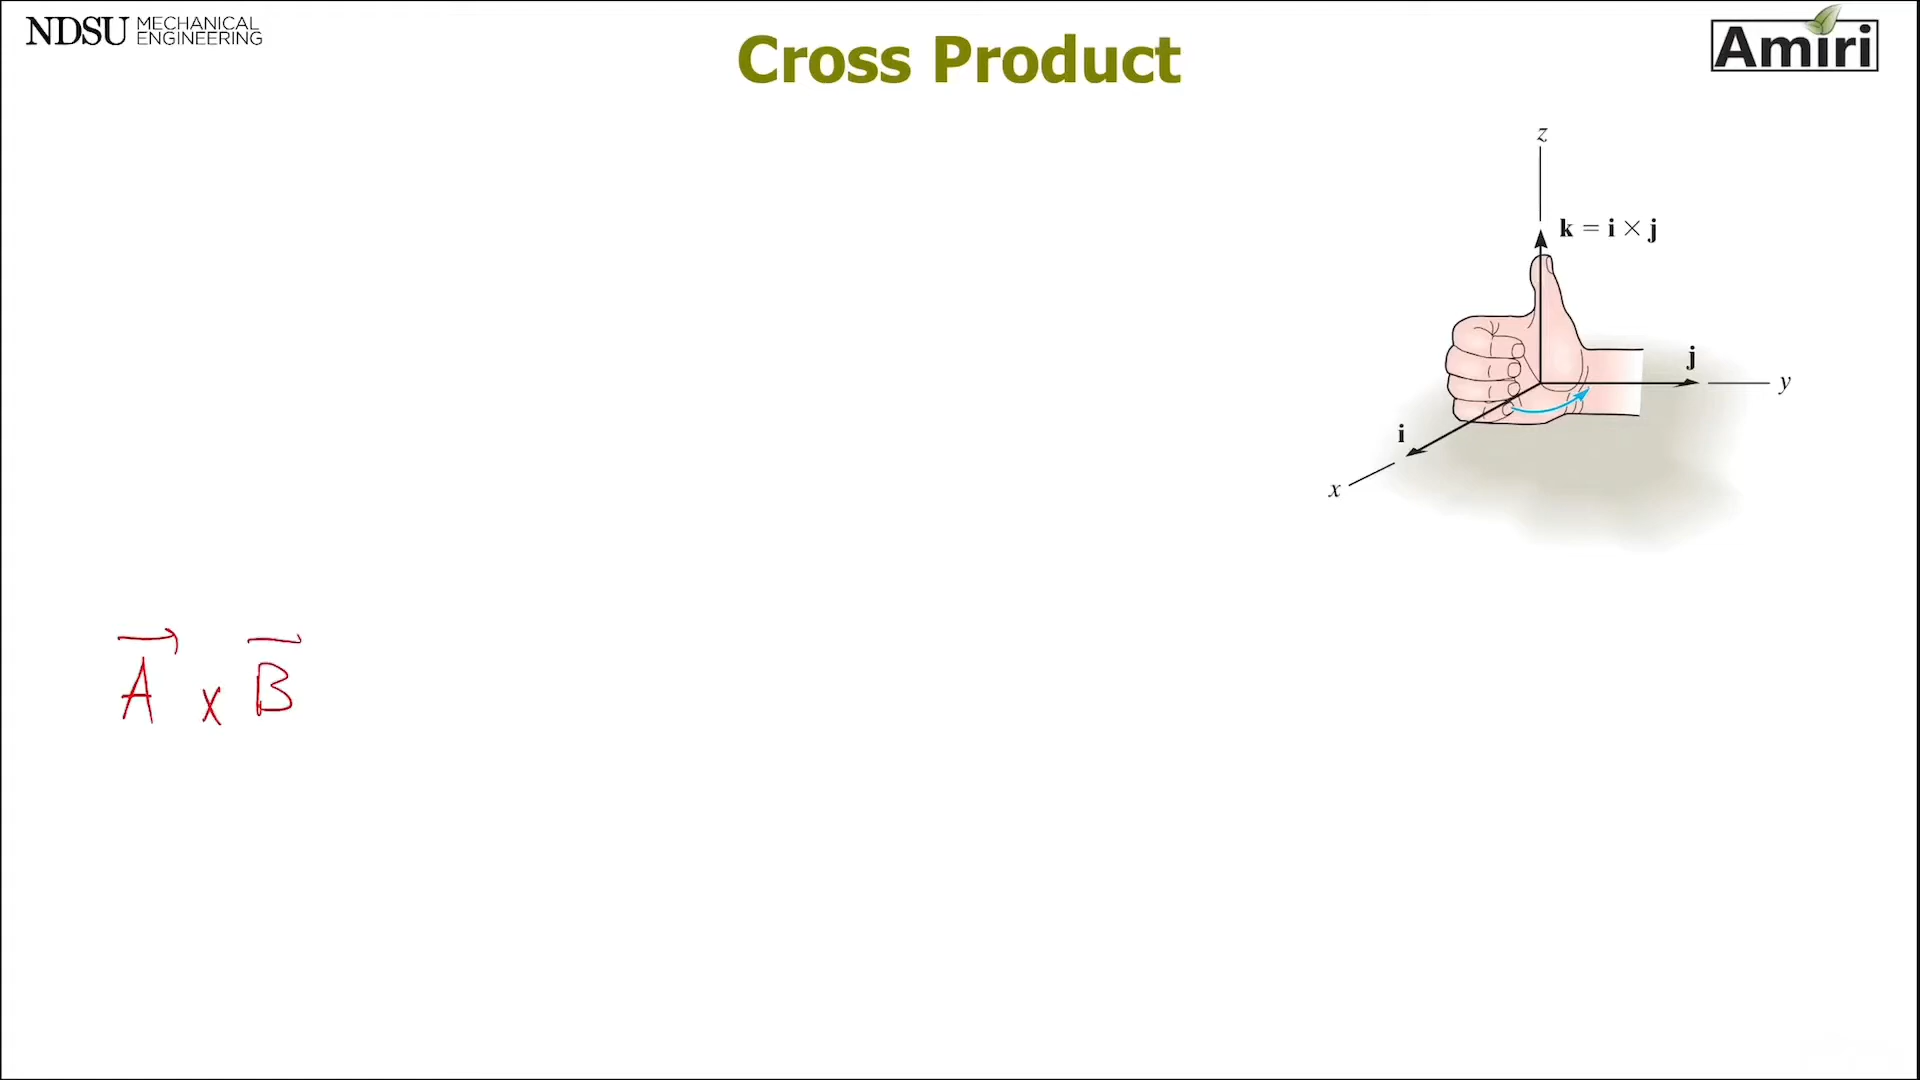 NDSU MECHANICAL ENGINEERING
Cross Product
Amiri
z
k = i × j
j
y
i
x
A × B